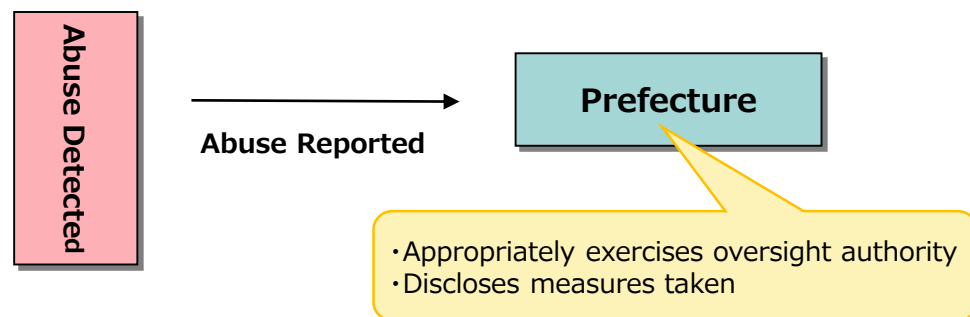 Abuse Detected
Abuse Reported
Prefecture
・Appropriately exercises oversight authority
・Discloses measures taken